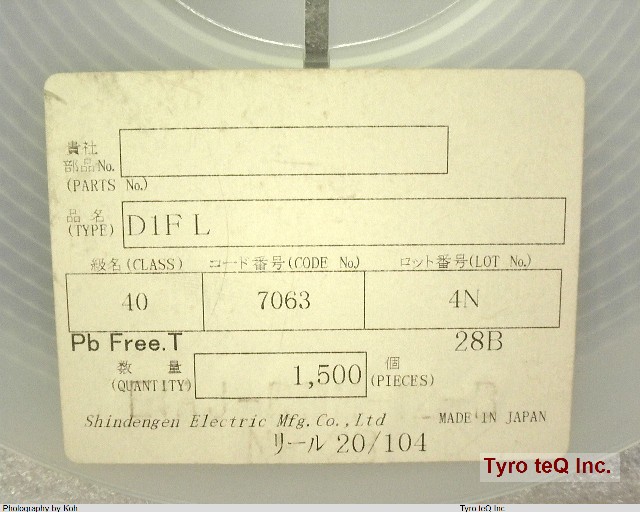 貴社
部品No.
(PARTS No.)
品名
(TYPE)
D1F L
級名(CLASS) コード番号(CODE No.) ロット番号(LOT No.)
40 7063 4N
Pb Free.T 28B
数 量
(QUANTITY)
1,500
個
(PIECES)
Shindengen Electric Mfg.Co.,Ltd MADE IN JAPAN
リール 20/104
Tyro teQ Inc.
Photography by Koh Tyro teQ Inc